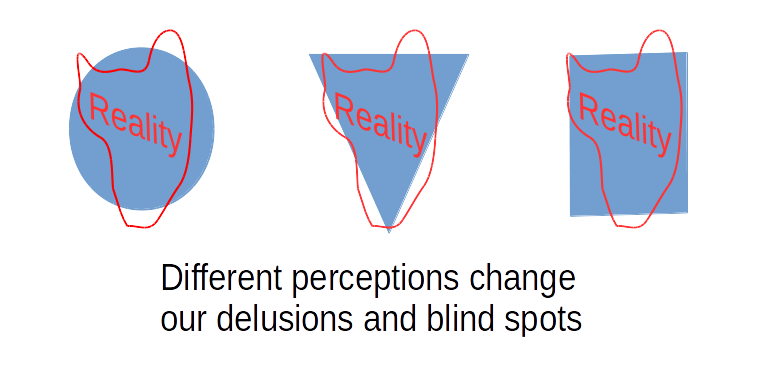 Reality
Reality
Reality
Different perceptions change
our delusions and blind spots